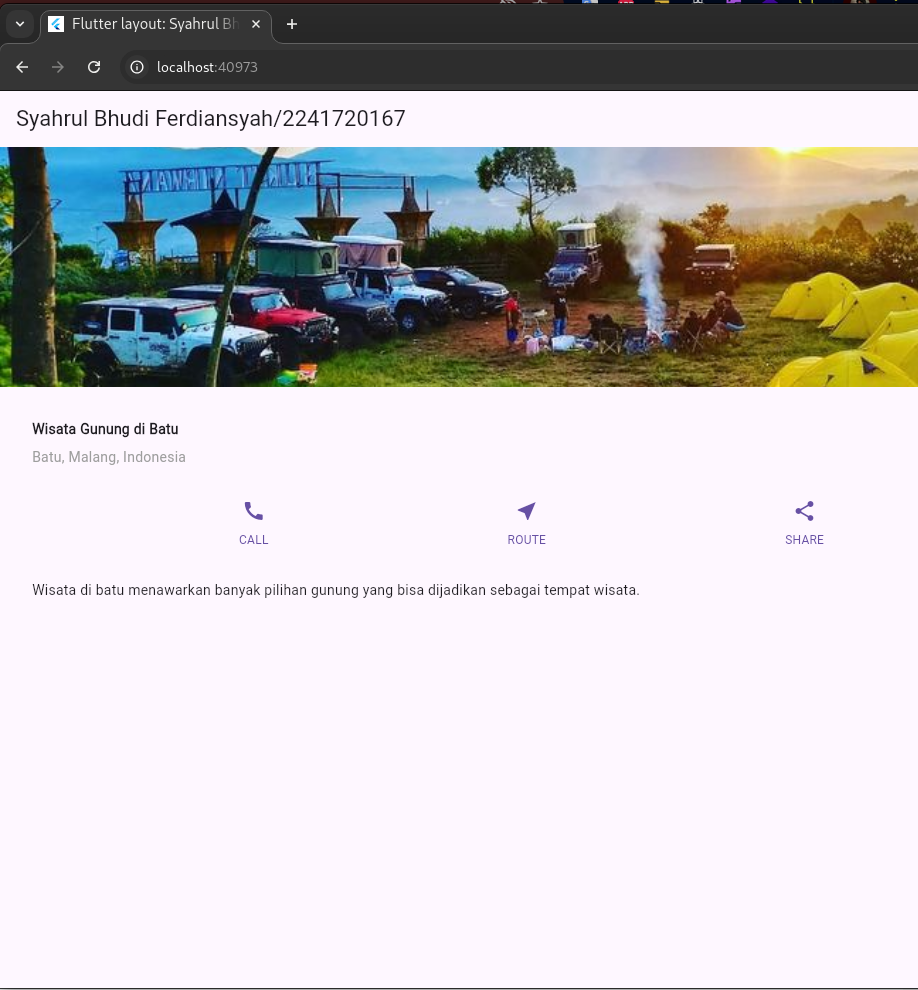 Flutter layout: Syahrul Bh
localhost:40973
Syahrul Bhudi Ferdiansyah/2241720167
Wisata Gunung di Batu
Batu, Malang, Indonesia
CALL
ROUTE
SHARE
Wisata di batu menawarkan banyak pilihan gunung yang bisa dijadikan sebagai tempat wisata.